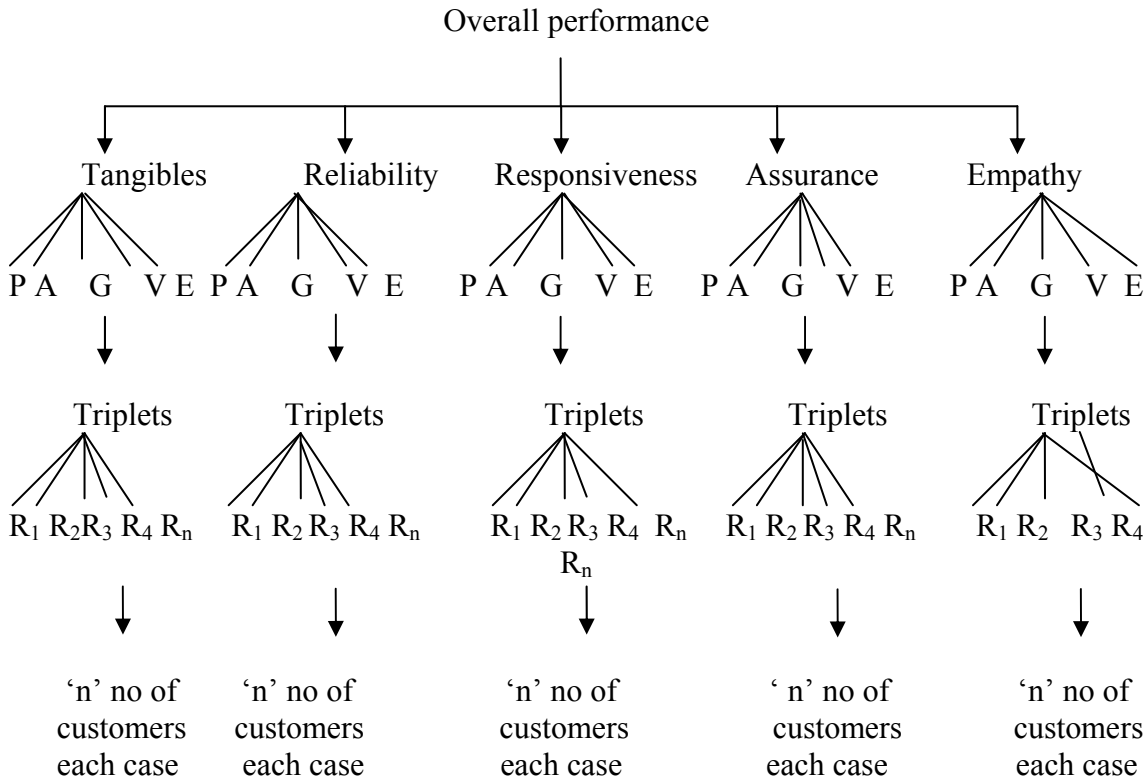 Overall performance
Tangibles Reliability Responsiveness Assurance Empathy
P A G V E P A G V E P A G V E P A G V E P A G V E
Triplets Triplets Triplets Triplets Triplets
R₁ R₂ R₃ R₄ Rₙ R₁ R₂ R₃ R₄ Rₙ R₁ R₂ R₃ R₄ Rₙ R₁ R₂ R₃ R₄ Rₙ R₁ R₂ R₃ R₄
Rₙ
‘n’ no of ‘n’ no of ‘n’ no of ‘ n’ no of ‘n’ no of
customers customers customers customers customers
each case each case each case each case each case